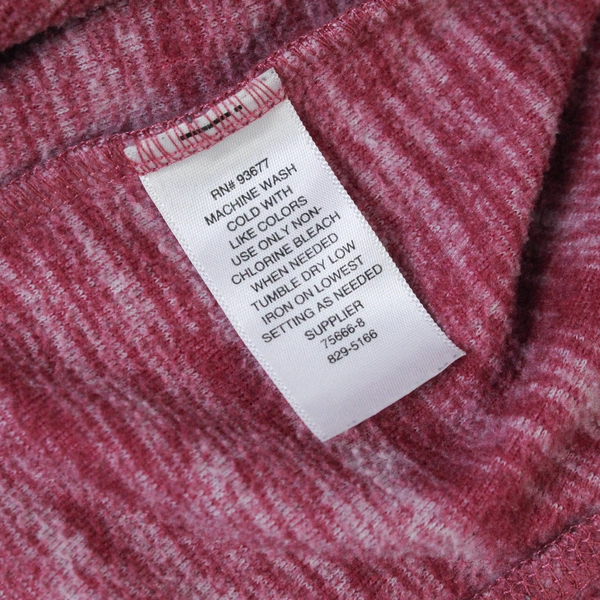 RN# 93677
MACHINE WASH
COLD WITH
LIKE COLORS
USE ONLY NON-
CHLORINE BLEACH
WHEN NEEDED
TUMBLE DRY LOW
IRON ON LOWEST
SETTING AS NEEDED
SUPPLIER
75666-8
829-5166